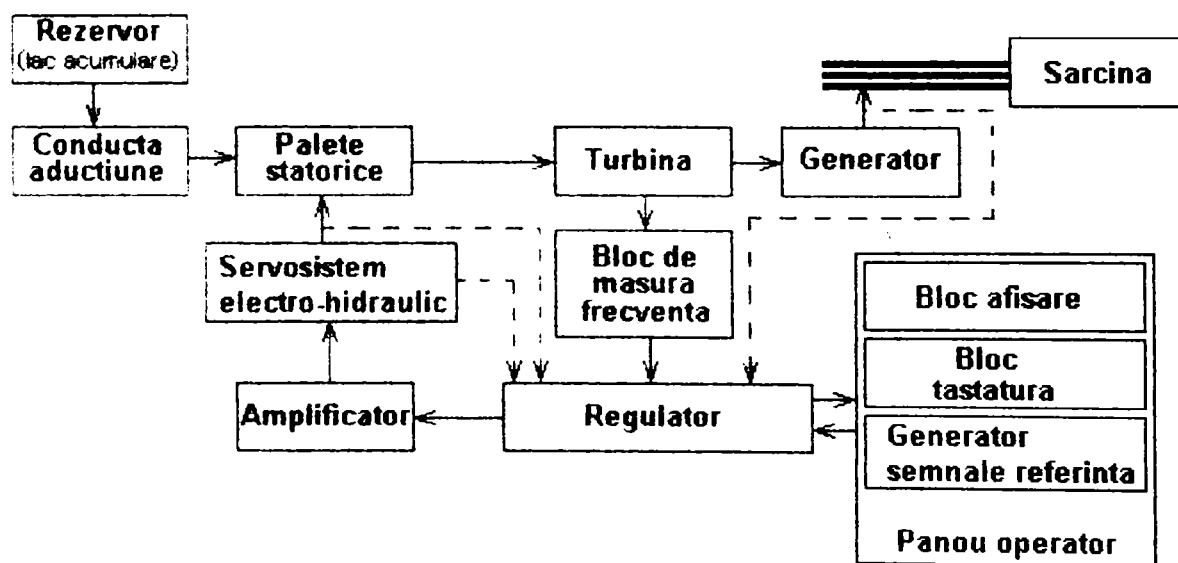 Rezervor
(lac acumulare)
Sarcina
Conducta
aductiune
Palete
statorice
Turbina
Generator
Servosistem
electro-hidraulic
Bloc de
masura
frecventa
Bloc afisare
Bloc
tastatura
Amplificator
Regulator
Generator
semnale referinta
Panou operator